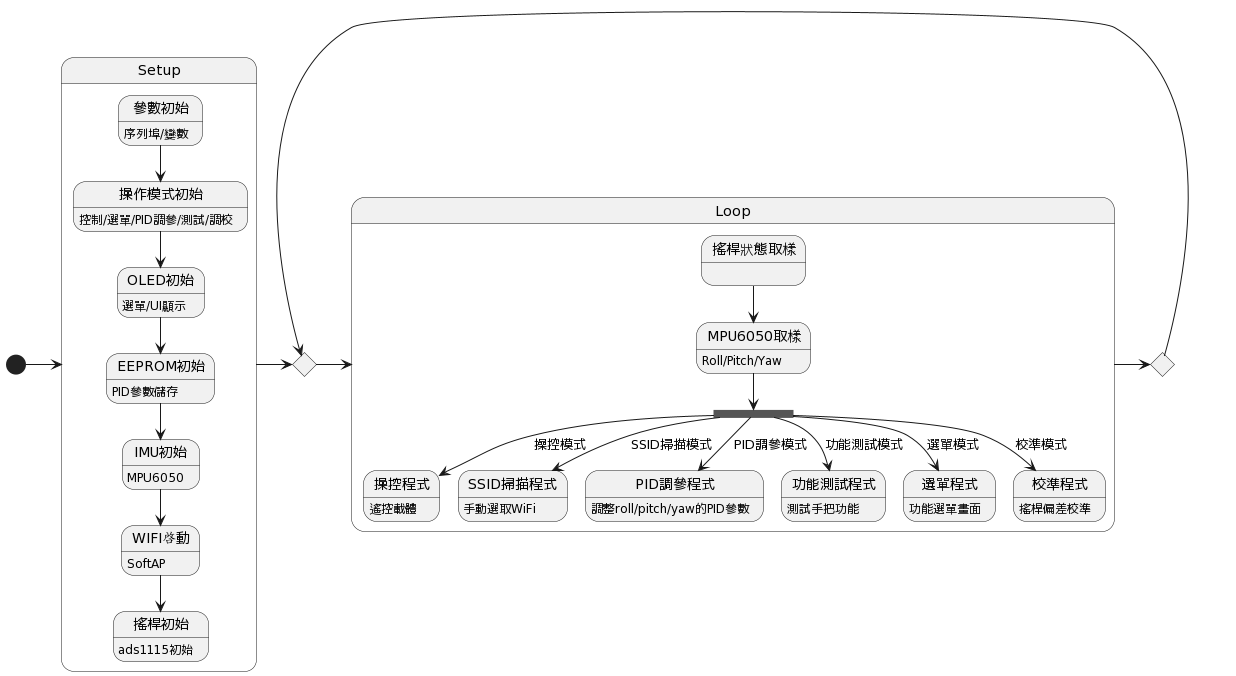 Setup
參數初始
序列埠/變數
操作模式初始
控制/選單/PID調參/測試/調校
OLED初始
選單/UI顯示
EEPROM初始
PID參數儲存
IMU初始
MPU6050
WIFI啓動
SoftAP
搖桿初始
ads1115初始
Loop
搖桿狀態取樣
MPU6050取樣
Roll/Pitch/Yaw
操控模式
SSID掃描模式
PID調參模式
功能測試模式
選單模式
校準模式
操控程式
遙控載體
SSID掃描程式
手動選取WiFi
PID調參程式
調整roll/pitch/yaw的PID參數
功能測試程式
測試手把功能
選單程式
功能選單畫面
校準程式
搖桿偏差校準